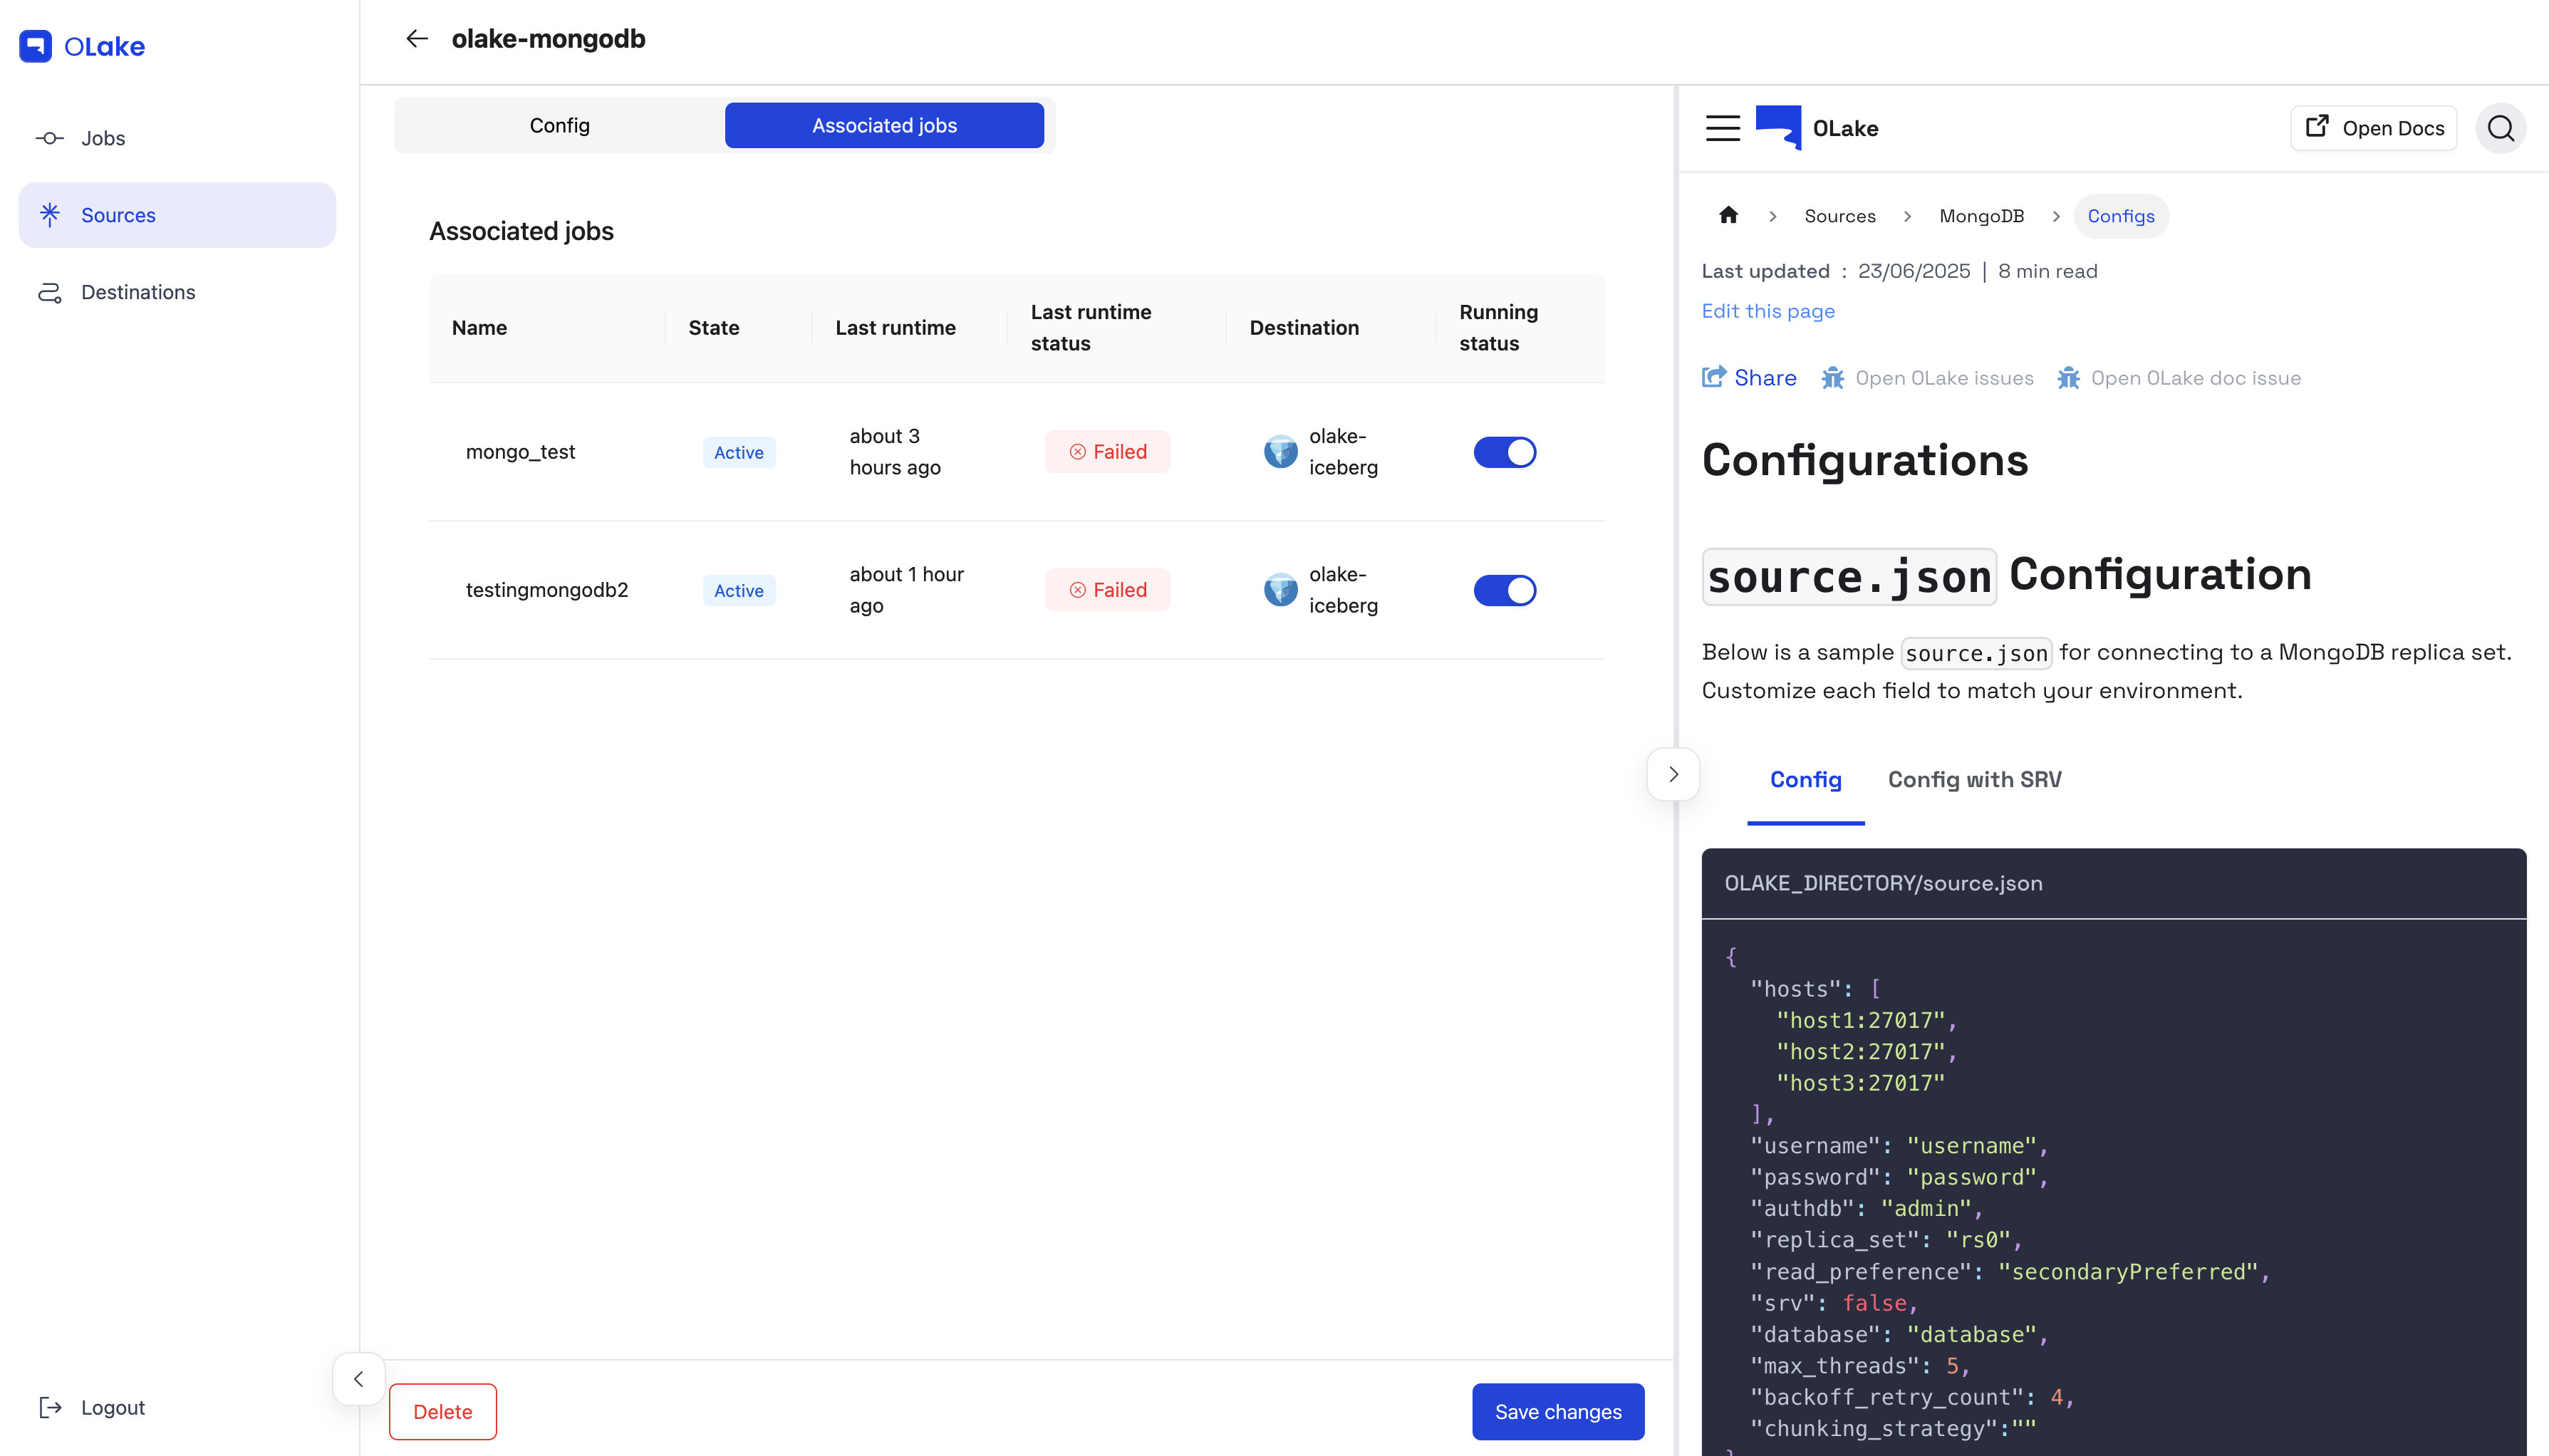 OLake
Jobs
Sources
Destinations
Logout
olake-mongodb
Config
Associated jobs
Associated jobs
Name
State
Last runtime
Last runtime
status
Destination
Running
status
mongo_test
Active
about 3
hours ago
Failed
olake-
iceberg
testingmongodb2
Active
about 1 hour
ago
Failed
olake-
iceberg
Delete
Save changes
OLake
Open Docs
Sources
MongoDB
Configs
Last updated : 23/06/2025 | 8 min read
Edit this page
Share
Open OLake issues
Open OLake doc issue
Configurations
source.json Configuration
Below is a sample source.json for connecting to a MongoDB replica set.
Customize each field to match your environment.
Config
Config with SRV
OLAKE_DIRECTORY/source.json
{
"hosts": [
"host1:27017",
"host2:27017",
"host3:27017"
],
"username": "username",
"password": "password",
"authdb": "admin",
"replica_set": "rs0",
"read_preference": "secondaryPreferred",
"srv": false,
"database": "database",
"max_threads": 5,
"backoff_retry_count": 4,
"chunking_strategy":""
}